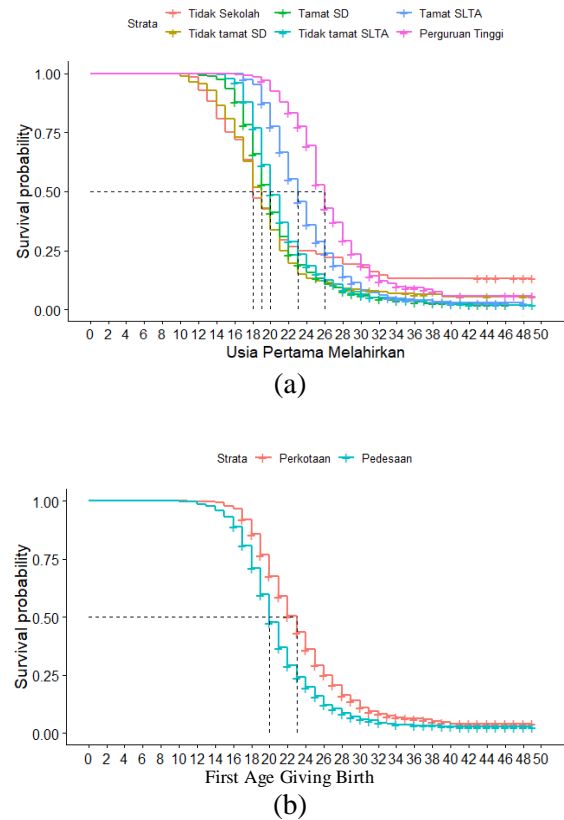 Strata Tidak Sekolah Tamat SD Tamat SLTA
Tidak tamat SD Tidak tamat SLTA Perguruan Tinggi
Survival probability
1.00
0.75
0.50
0.25
0.00
0 2 4 6 8 10 12 14 16 18 20 22 24 26 28 30 32 34 36 38 40 42 44 46 48 50
Usia Pertama Melahirkan
(a)
Strata Perkotaan Pedesaan
Survival probability
1.00
0.75
0.50
0.25
0.00
0 2 4 6 8 10 12 14 16 18 20 22 24 26 28 30 32 34 36 38 40 42 44 46 48 50
First Age Giving Birth
(b)